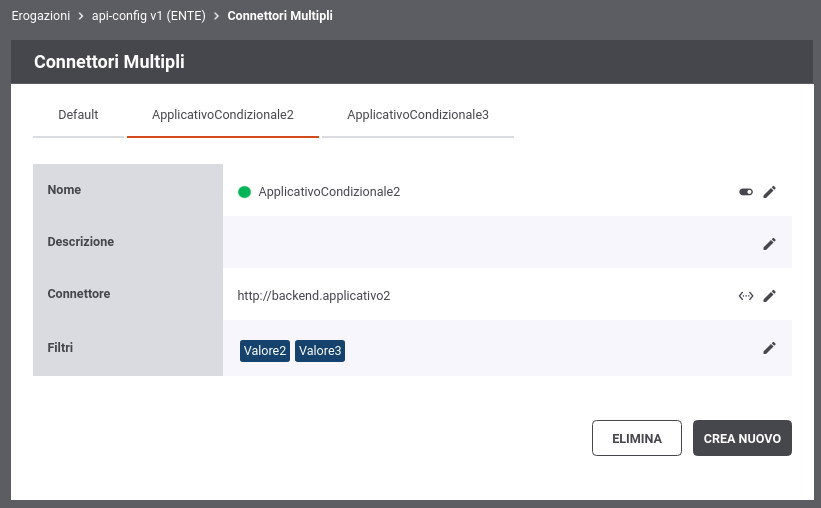 Erogazioni > api-config v1 (ENTE) > Connettori Multipli
Connettori Multipli
Default ApplicativoCondizionale2 ApplicativoCondizionale3
Nome ApplicativoCondizionale2
Descrizione
Connettore http://backend.applicativo2
Filtri Valore2 Valore3
ELIMINA CREA NUOVO